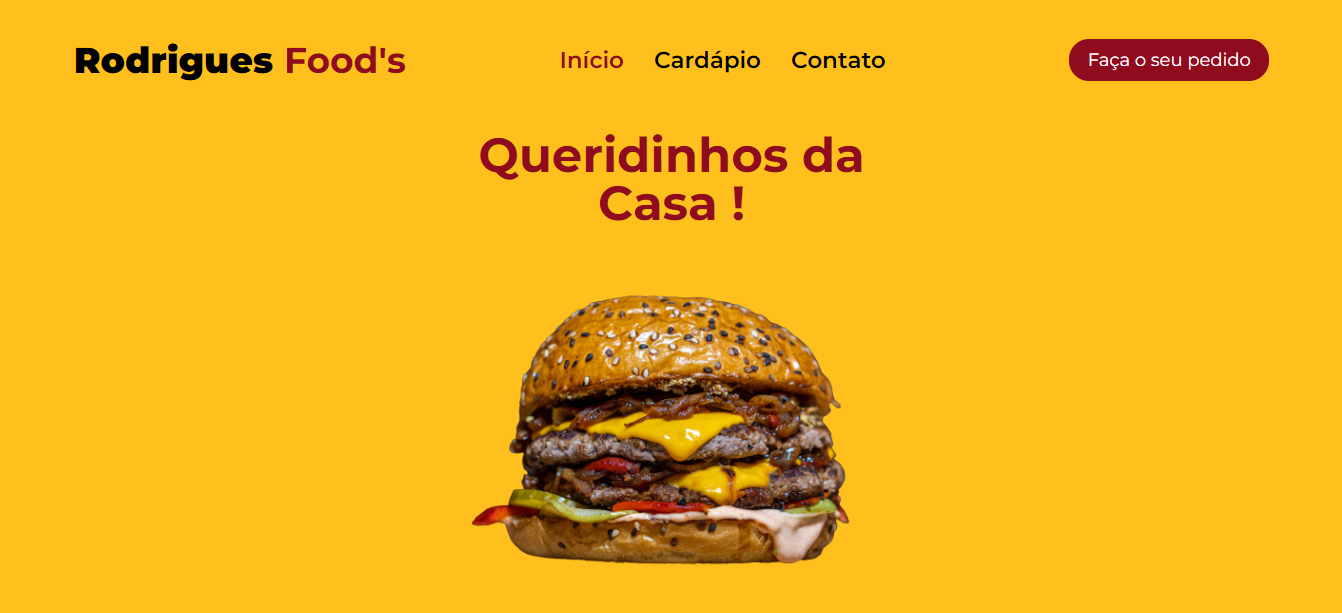 Rodrigues Food's
Início Cardápio Contato
Faça o seu pedido
Queridinhos da
Casa !